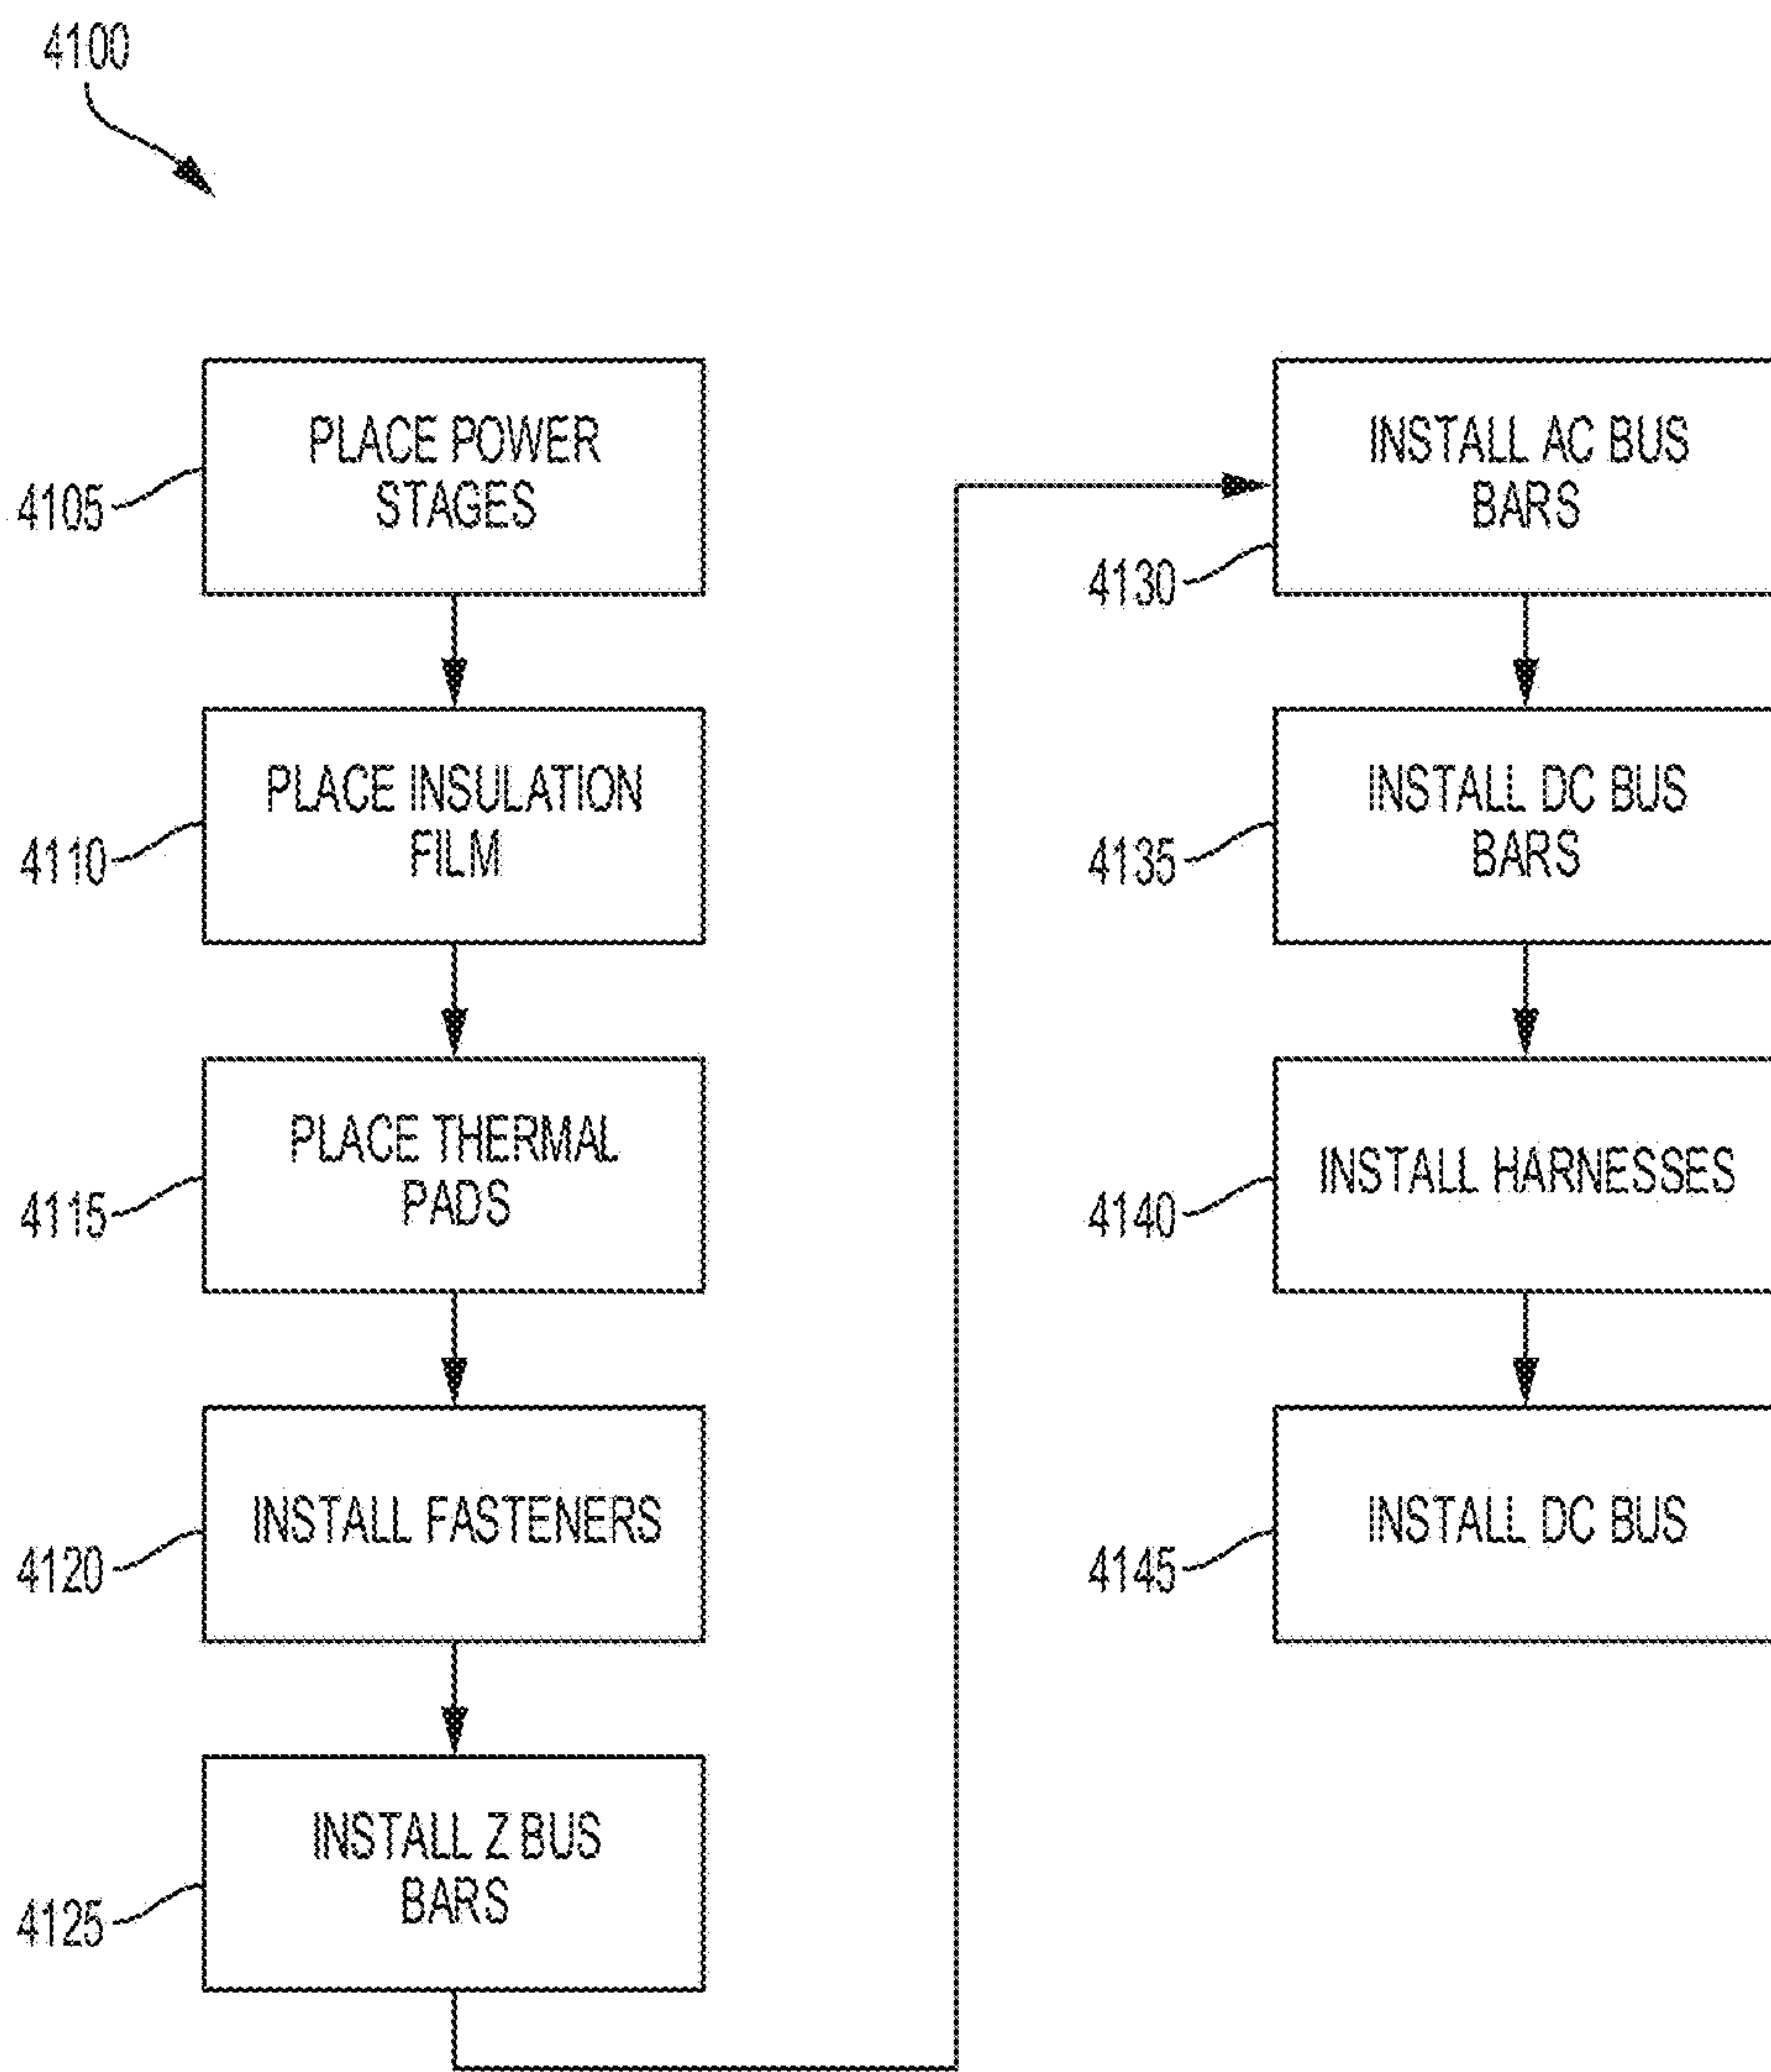 4100
PLACE POWER
STAGES
4105
PLACE INSULATION
FILM
4110
PLACE THERMAL
PADS
4115
INSTALL FASTENERS
4120
INSTALL Z BUS
BARS
4125
INSTALL AC BUS
BARS
4130
INSTALL DC BUS
BARS
4135
INSTALL HARNESSES
4140
INSTALL DC BUS
4145